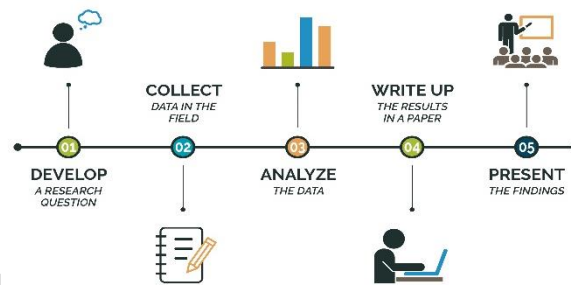 01
DEVELOP
A RESEARCH
QUESTION
COLLECT
DATA IN THE
FIELD
02
03
ANALYZE
THE DATA
WRITE UP
THE RESULTS
IN A PAPER
04
05
PRESENT
THE FINDINGS